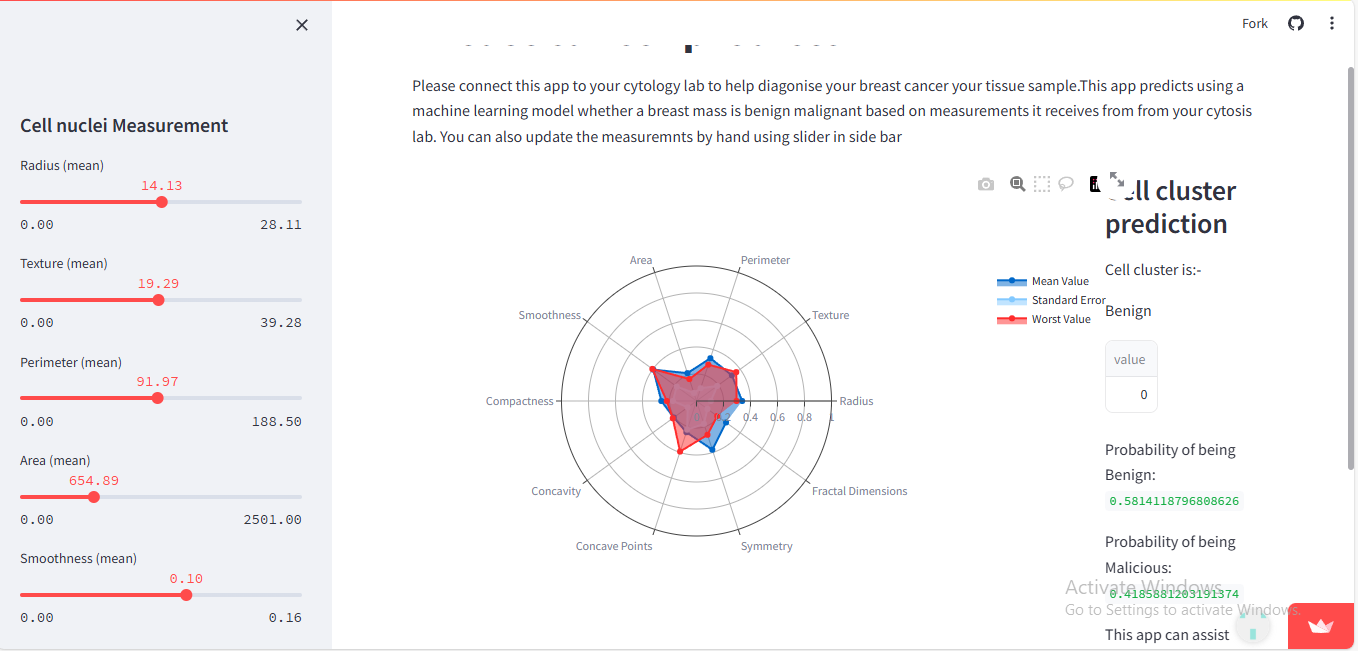 Fork
Cell nuclei Measurement
Radius (mean)
14.13
0.00 28.11
Texture (mean)
19.29
0.00 39.28
Perimeter (mean)
91.97
0.00 188.50
Area (mean)
654.89
0.00 2501.00
Smoothness (mean)
0.10
0.00 0.16
Please connect this app to your cytology lab to help diagonise your breast cancer your tissue sample.This app predicts using a
machine learning model whether a breast mass is benign malignant based on measurements it receives from from your cytosis
lab. You can also update the measuremnts by hand using slider in side bar
Area Perimeter
Smoothness Texture
Compactness Radius
0.4 0.6 0.8 1
Concavity Fractal Dimensions
Concave Points Symmetry
Mean Value
Standard Error
Worst Value
cluster
prediction
Cell cluster is:-
Benign
value
0
Probability of being
Benign:
0.5814118796808626
Probability of being
Malicious:
0.4185881203191374
Activate Windows
Go to Settings to activate Windows.
This app can assist